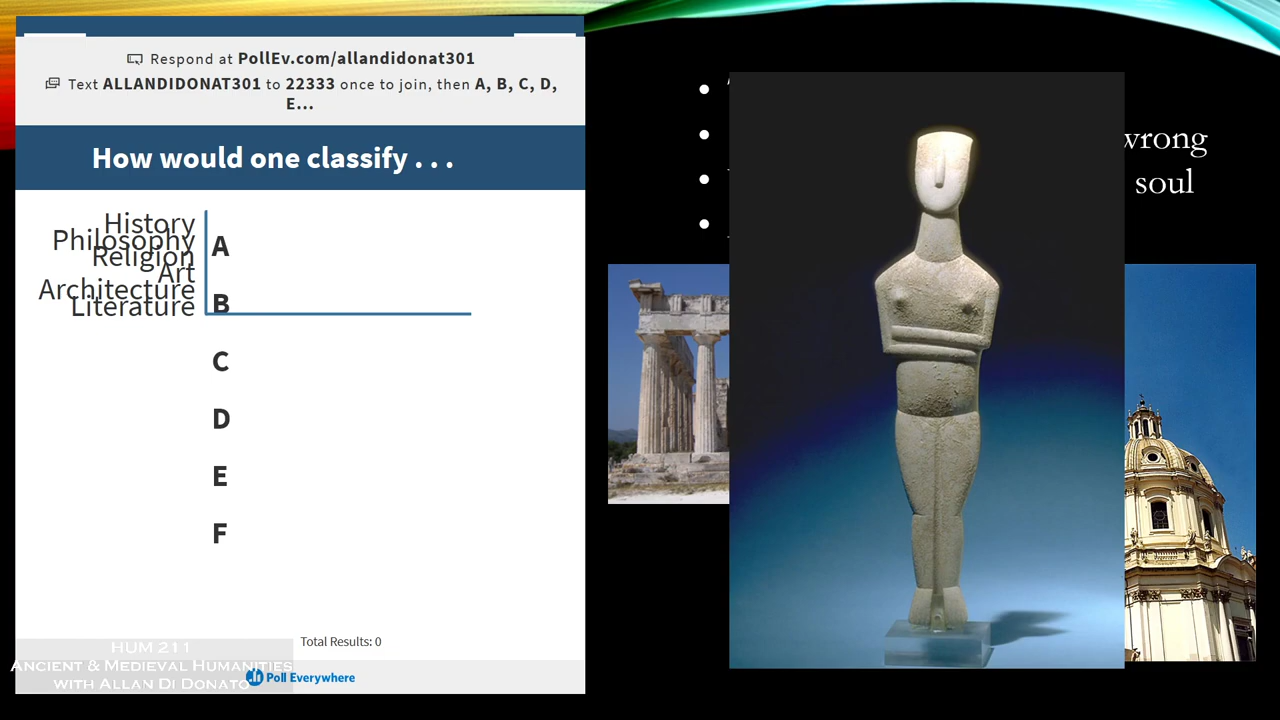 Respond at PollEv.com/allandidonat301
Text ALLANDIDONAT301 to 22333 once to join, then A, B, C, D,
E...
How would one classify . . .
History
Philosophy
Religion
Art
Architecture
Literature
A
B
C
D
E
F
Total Results: 0
HUM 211
Ancient & Medieval Humanities
with Allan Di Donato
Poll Everywhere
wrong
soul